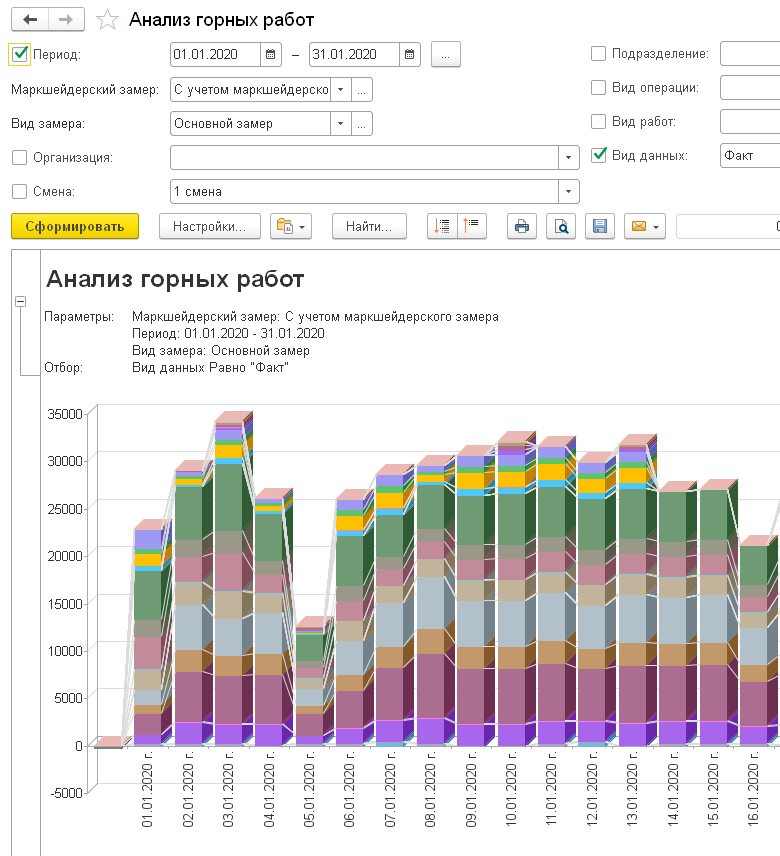 Анализ горных работ
Период: 01.01.2020 – 31.01.2020 ...
Подразделение:
Маркшейдерский замер: С учетом маркшейдерско ...
Вид операции:
Вид замера: Основной замер ...
Вид работ:
Организация:
Вид данных: Факт
Смена: 1 смена
Сформировать Настройки... Найти...
Анализ горных работ
Параметры: Маркшейдерский замер: С учетом маркшейдерского замера
Период: 01.01.2020 - 31.01.2020
Вид замера: Основной замер
Отбор: Вид данных Равно "Факт"
35000
30000
25000
20000
15000
10000
5000
0
-5000
01.01.2020 г.
02.01.2020 г.
03.01.2020 г.
04.01.2020 г.
05.01.2020 г.
06.01.2020 г.
07.01.2020 г.
08.01.2020 г.
09.01.2020 г.
10.01.2020 г.
11.01.2020 г.
12.01.2020 г.
13.01.2020 г.
14.01.2020 г.
15.01.2020 г.
16.01.2020 г.